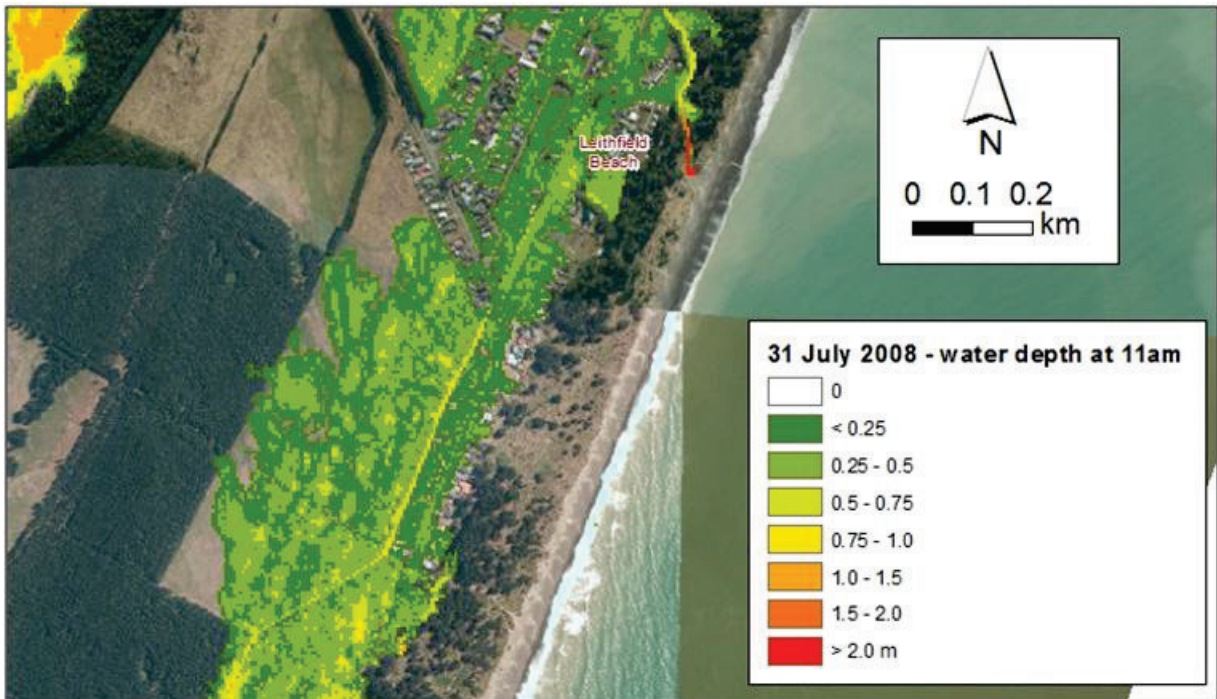 Leithfield
Beach
N
0 0.1 0.2
km
31 July 2008 - water depth at 11am
0
< 0.25
0.25 - 0.5
0.5 - 0.75
0.75 - 1.0
1.0 - 1.5
1.5 - 2.0
> 2.0 m